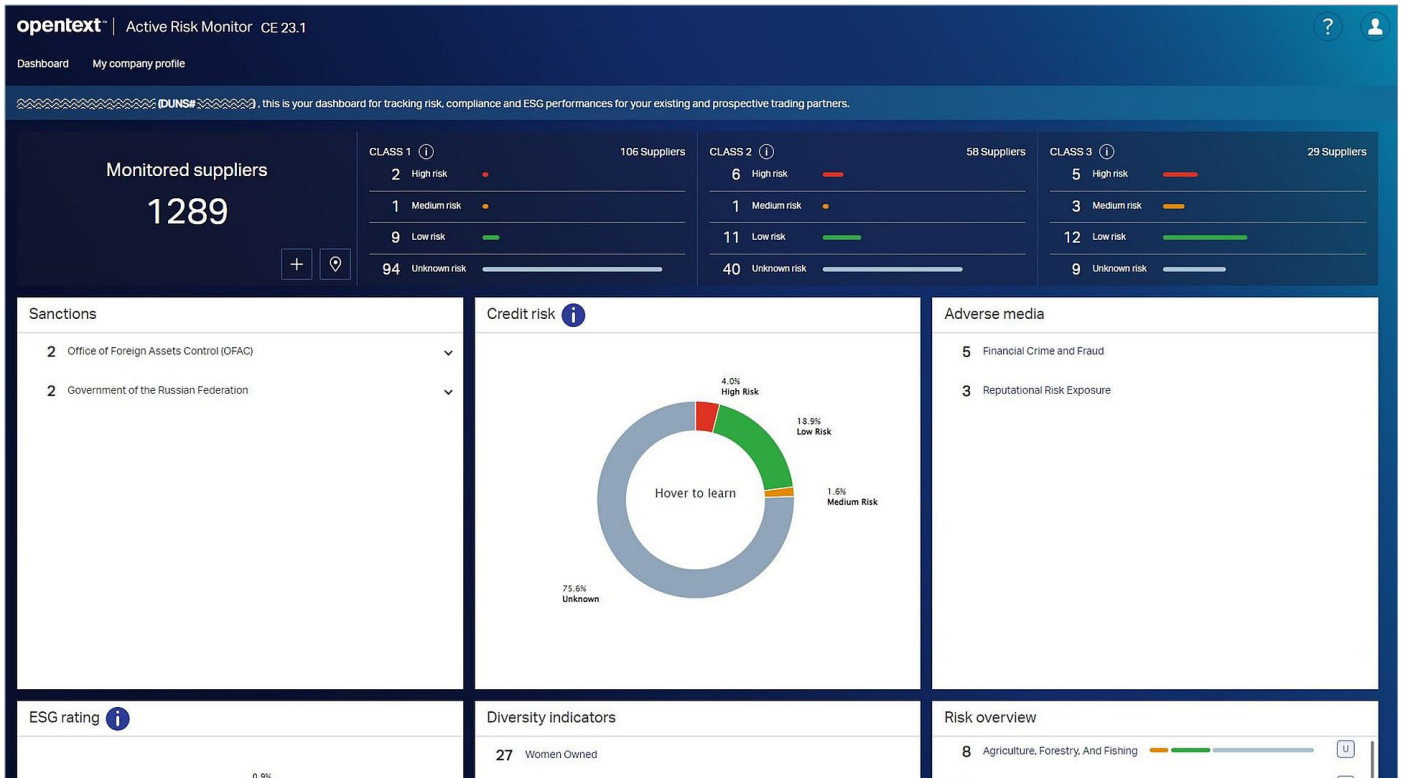 opentext™ | Active Risk Monitor CE 23.1
?
Dashboard My company profile
(DUNS# ), this is your dashboard for tracking risk, compliance and ESG performances for your existing and prospective trading partners.
Monitored suppliers
1289
+
CLASS 1 i 106 Suppliers
2 High risk
1 Medium risk
9 Low risk
94 Unknown risk
CLASS 2 i 58 Suppliers
6 High risk
1 Medium risk
11 Low risk
40 Unknown risk
CLASS 3 i 29 Suppliers
5 High risk
3 Medium risk
12 Low risk
9 Unknown risk
Sanctions
2 Office of Foreign Assets Control (OFAC)
2 Government of the Russian Federation
Credit risk i
4.0%
High Risk
18.9%
Low Risk
Hover to learn
1.6%
Medium Risk
75.6%
Unknown
Adverse media
5 Financial Crime and Fraud
3 Reputational Risk Exposure
ESG rating i
0.9%
Diversity indicators
27 Women Owned
Risk overview
8 Agriculture, Forestry, And Fishing U